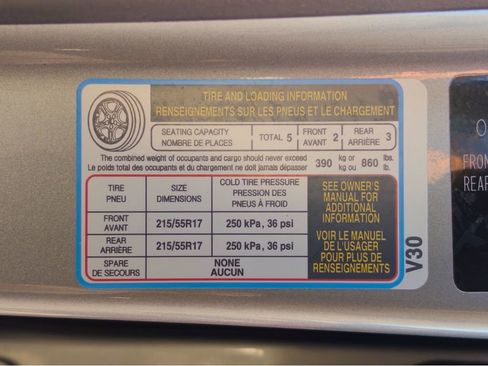 TIRE AND LOADING INFORMATION
RENSEIGNEMENTS SUR LES PNEUS ET LE CHARGEMENT
SEATING CAPACITY
NOMBRE DE PLACES
TOTAL 5
FRONT
AVANT 2
REAR
ARRIÈRE 3
The combined weight of occupants and cargo should never exceed
Le poids total des occupants et du chargement ne doit jamais dépasser
390 kg or
kg ou
860 lbs.
lb.
TIRE
PNEU
SIZE
DIMENSIONS
COLD TIRE PRESSURE
PRESSION DES
PNEUS À FROID
FRONT
AVANT
215/55R17
250 kPa, 36 psi
REAR
ARRIÈRE
215/55R17
250 kPa, 36 psi
SPARE
DE SECOURS
NONE
AUCUN
SEE OWNER'S
MANUAL FOR
ADDITIONAL
INFORMATION
VOIR LE MANUEL
DE L'USAGER
POUR PLUS DE
RENSEIGNEMENTS
V30
O
FRON
REAR